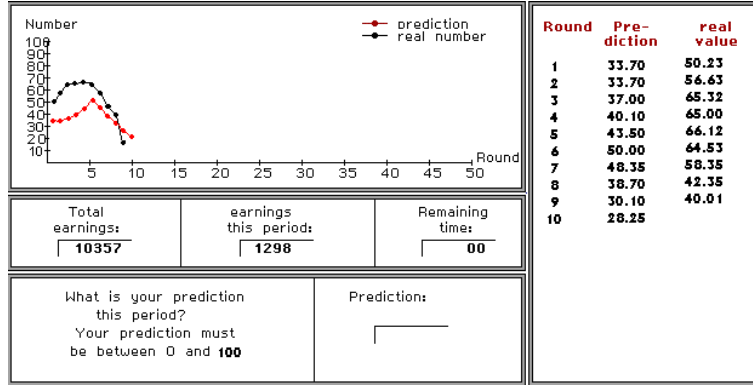 Number
prediction
real number
100
90
80
70
60
50
40
30
20
10
5 10 15 20 25 30 35 40 45 50
Round
Total earnings:
10357
earnings this period:
1298
Remaining time:
00
What is your prediction
this period?
Your prediction must
be between 0 and 100
Prediction:
Round Pre-diction real value
1 33.70 50.23
2 33.70 56.63
3 37.00 65.32
4 40.10 65.00
5 43.50 66.12
6 50.00 64.53
7 48.35 58.35
8 38.70 42.35
9 30.10 40.01
10 28.25